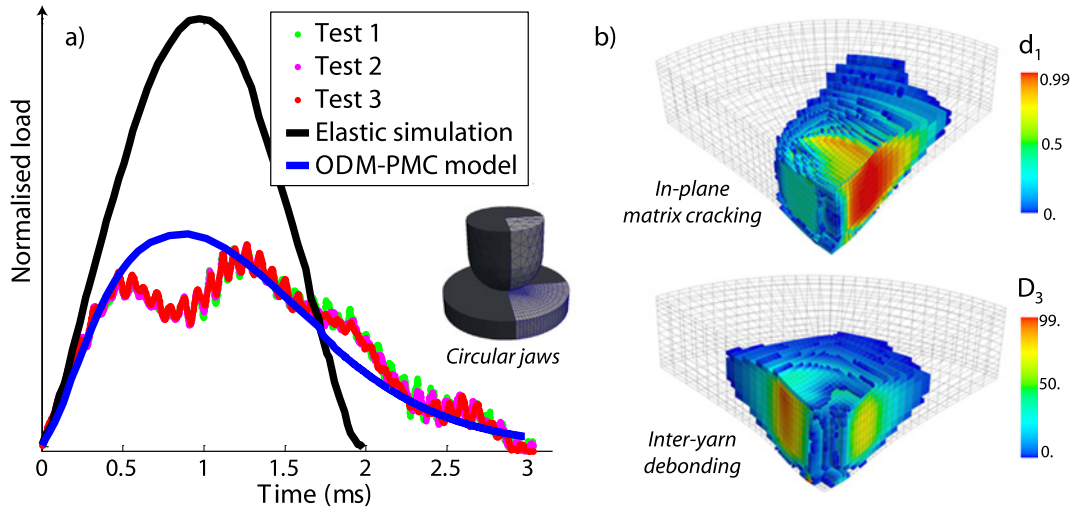 a)
Test 1
Test 2
Test 3
Elastic simulation
ODM-PMC model
Normalised load
Circular jaws
0
0.5
1
1.5
2
2.5
3
Time (ms)
b)
d1
0.99
0.5
0.
In-plane
matrix cracking
D3
99.
50.
0.
Inter-yarn
debonding